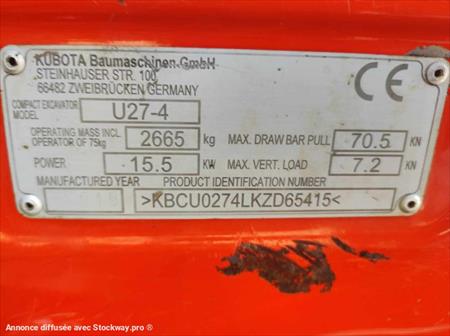 KUBOTA Baumaschinen GmbH
STEINHAUSER STR. 100
66482 ZWEIBRÜCKEN/GERMANY
CE
COMPACT EXCAVATOR MODEL U27-4
OPERATING MASS INCL. OPERATOR OF 75kg 2665 kg MAX. DRAW BAR PULL 70.5 KN
POWER 15.5 KW MAX. VERT. LOAD 7.2 KN
MANUFACTURED YEAR PRODUCT IDENTIFICATION NUMBER
>KBCU0274LKZD65415<
Annonce diffusée avec Stockway.pro ®